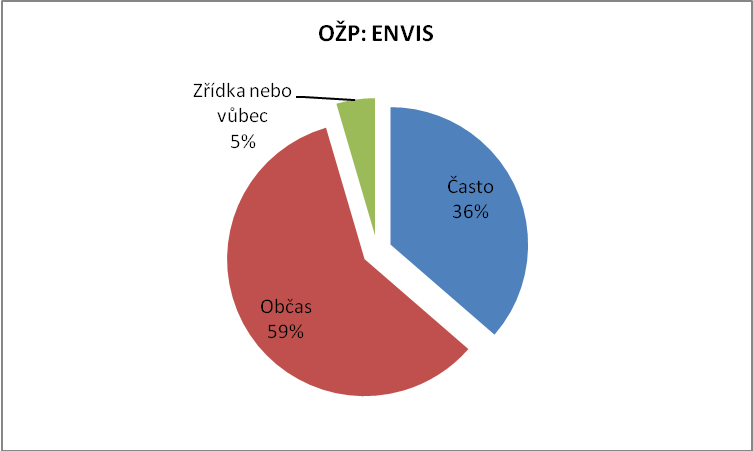 OŽP: ENVIS
Zřídka nebo
vůbec
5%
Často
36%
Občas
59%